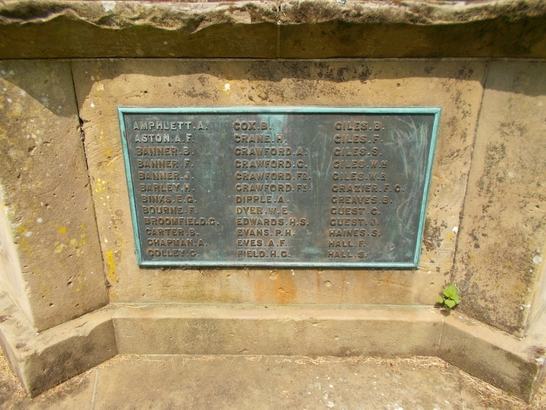 AMPHLETT. A.
ASTON. A. F.
BANNER. B.
BANNER. F.
BANNER. J.
BARLEY. H.
BINKS. E. G.
BOURNE. F.
BROOMFIELD. G.
CARTER. B.
CHAPMAN. A.
COLLEY. G.
COX. B.
CRANE. H.
CRAWFORD. A.
CRAWFORD. G.
CRAWFORD.
CRAWFORD.
DIPPLE. A.
DYER. W. E.
EDWARDS. H. S.
EVANS. P. H.
EVES. A. F.
FIELD. H. G.
GILES. B.
GILES. F.
GILES. S.
GILES.
GILES.
GRAZIER. F. G.
GREAVES. B.
GUEST. G.
GUEST. J.
HAINES. S.
HALL. F.
HALL. S.